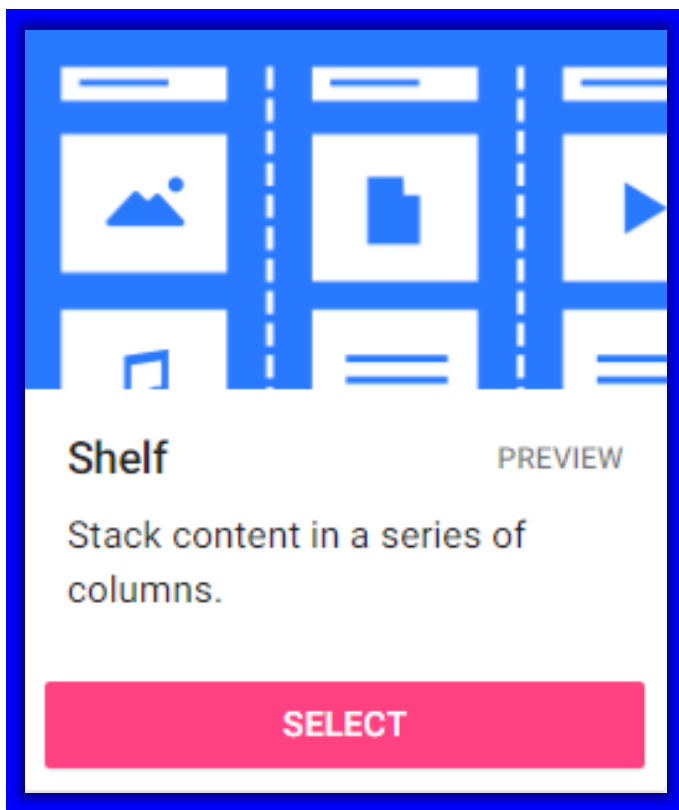 Shelf
PREVIEW
Stack content in a series of
columns.
SELECT